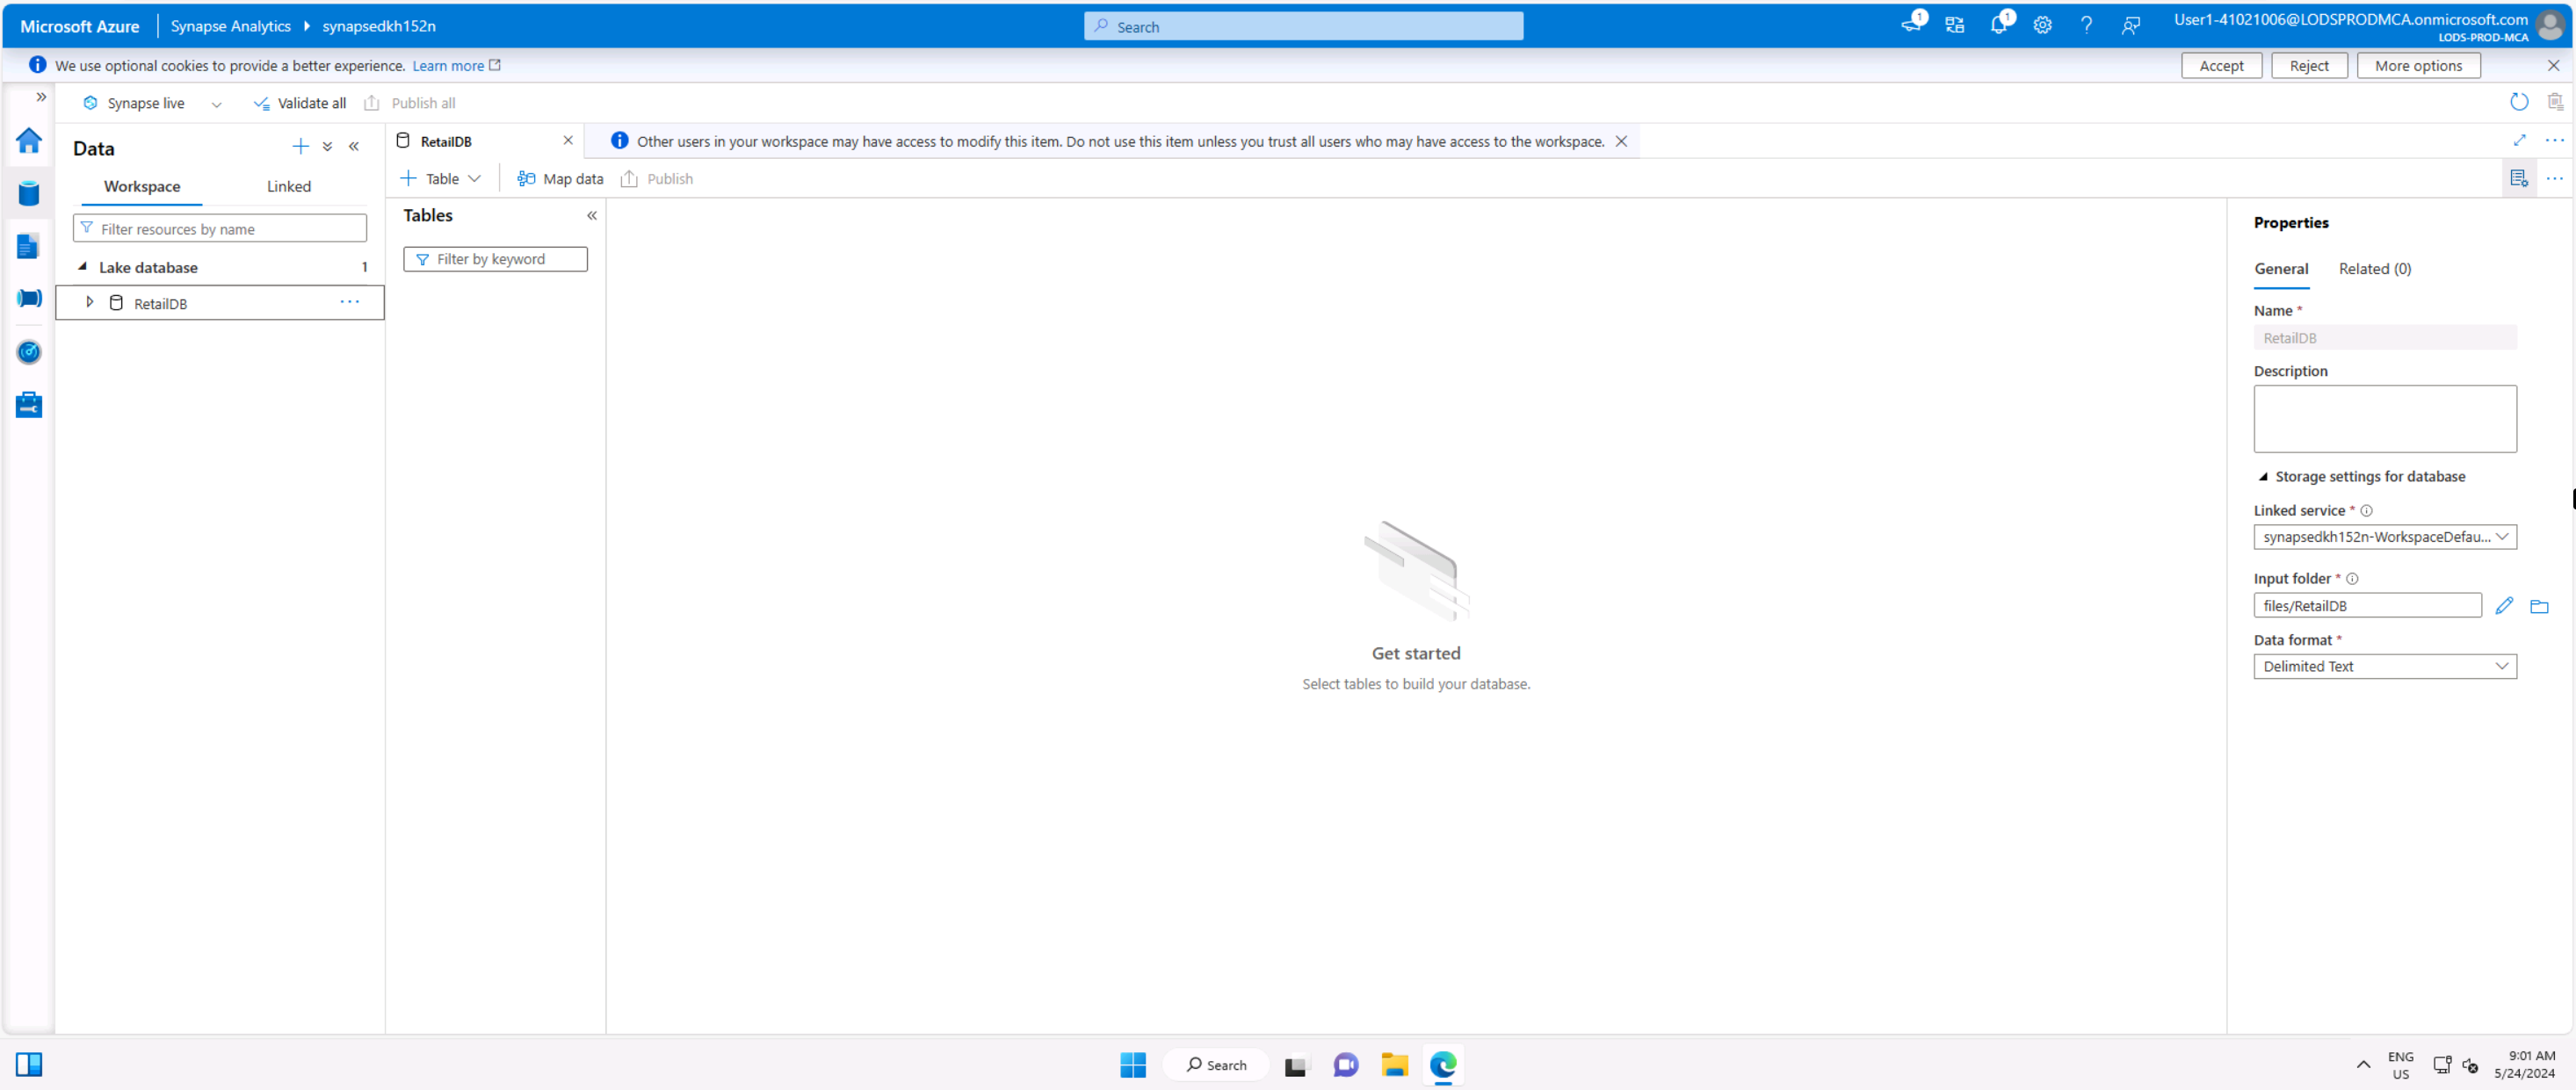 Microsoft Azure
Synapse Analytics
synapsedkh152n
Search
1
1
User1-41021006@LODSPRODMCA.onmicrosoft.com
LODS-PROD-MCA
We use optional cookies to provide a better experience. Learn more
Accept
Reject
More options
Synapse live
Validate all
Publish all
Data
RetailDB
Other users in your workspace may have access to modify this item. Do not use this item unless you trust all users who may have access to the workspace.
Workspace
Linked
Table
Map data
Publish
Filter resources by name
Lake database
1
RetailDB
Tables
Filter by keyword
Get started
Select tables to build your database.
Properties
General
Related (0)
Name *
RetailDB
Description
Storage settings for database
Linked service *
synapsedkh152n-WorkspaceDefau...
Input folder *
files/RetailDB
Data format *
Delimited Text
Search
ENG
US
9:01 AM
5/24/2024